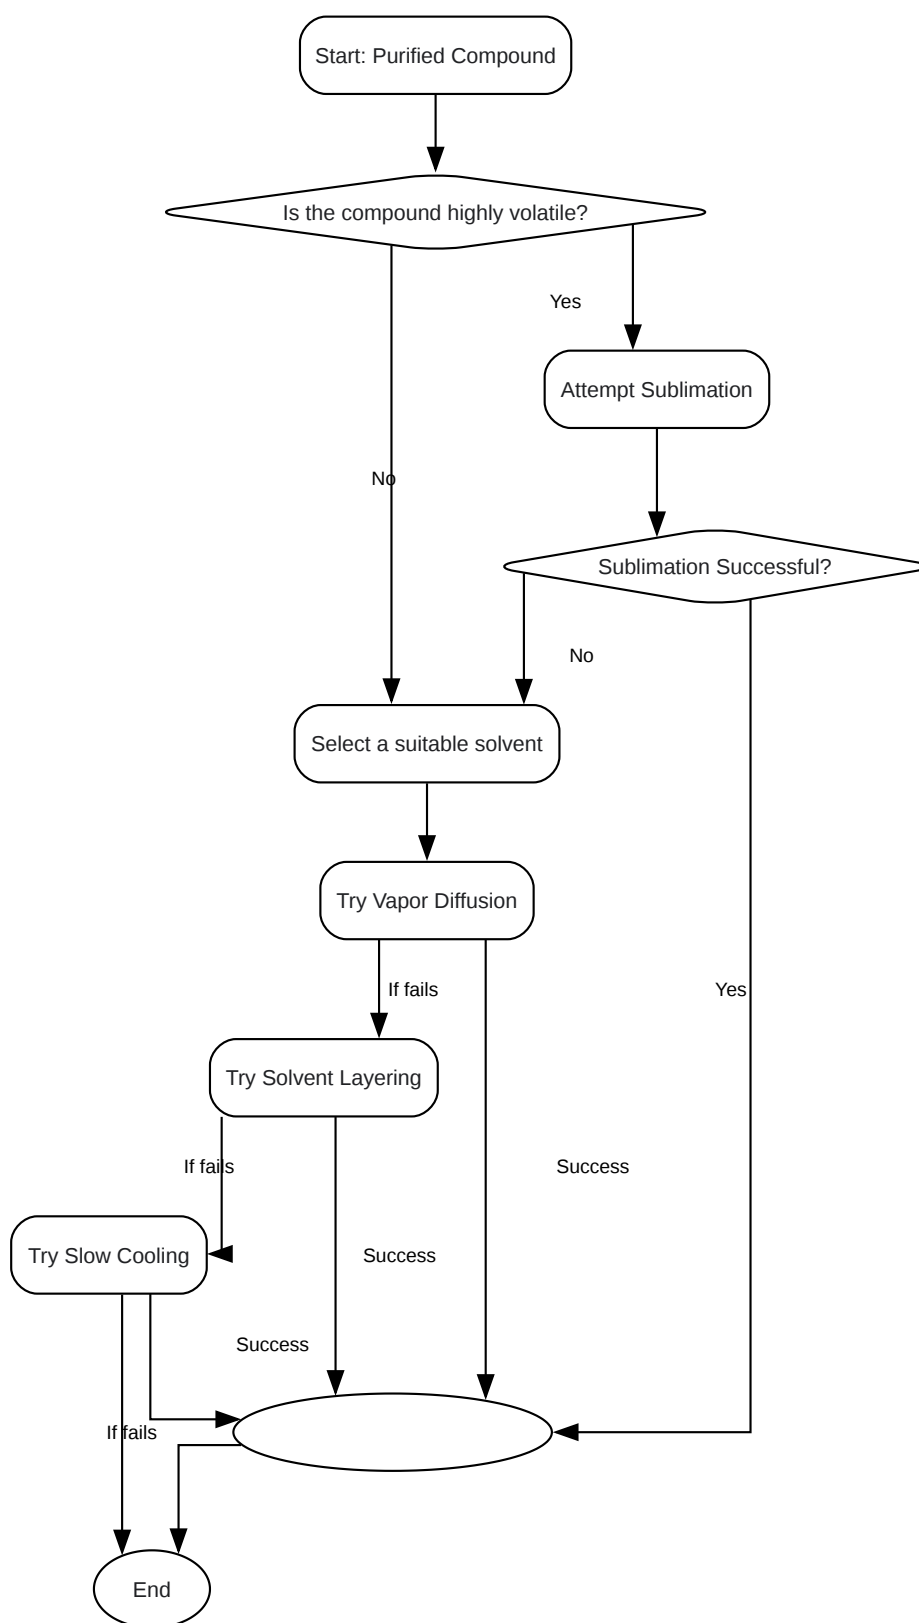 Start: Purified Compound
Is the compound highly volatile?
Yes
Attempt Sublimation
No
Sublimation Successful?
No
Select a suitable solvent
Try Vapor Diffusion
If fails
Yes
Try Solvent Layering
If fails
Success
Try Slow Cooling
Success
Success
If fails
End